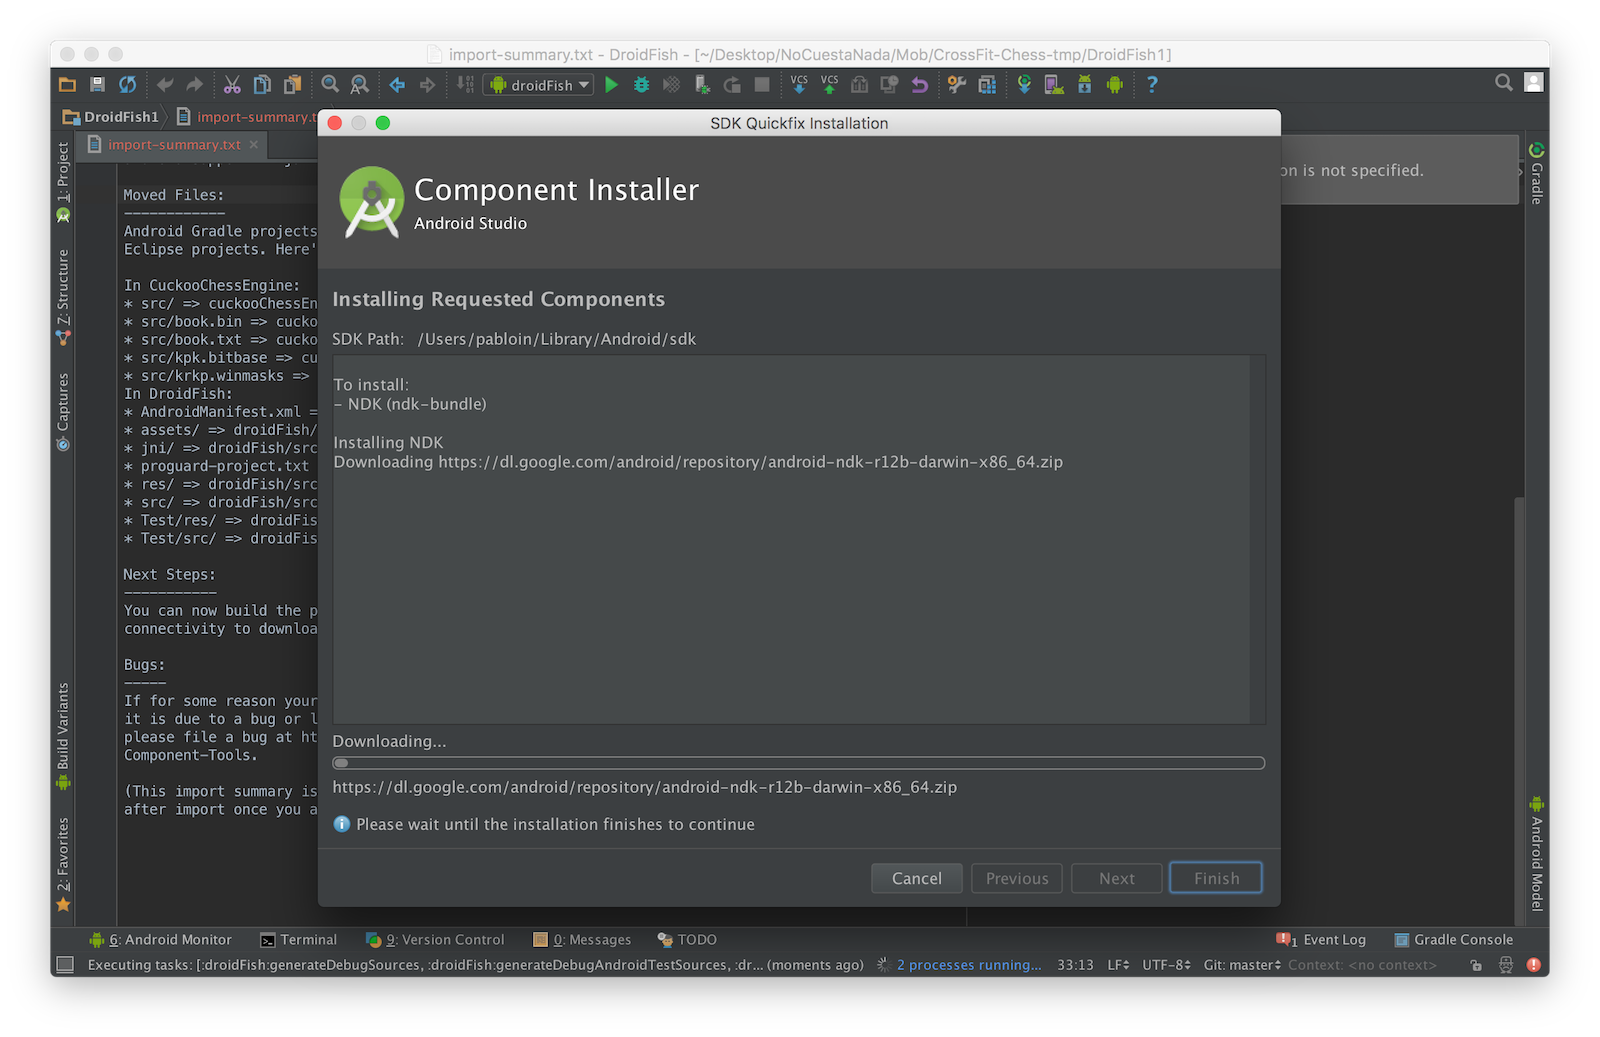 import-summary.txt - DroidFish - [~/Desktop/NoCuestaNada/Mob/CrossFit-Chess-tmp/DroidFish1]
droidFish
VCS
VCS
?
DroidFish1
import-summary.t
import-summary.txt
SDK Quickfix Installation
Component Installer
Android Studio
on is not specified.
1: Project
7: Structure
Captures
Build Variants
2: Favorites
Gradle
Android Model
Moved Files:
------------
Android Gradle projects
Eclipse projects. Here'
In CuckooChessEngine:
* src/ => cuckooChessEn
* src/book.bin => cucko
* src/book.txt => cucko
* src/kpk.bitbase => cu
* src/krkp.winmasks =>
In DroidFish:
* AndroidManifest.xml =
* assets/ => droidFish/
* jni/ => droidFish/src
* proguard-project.txt
* res/ => droidFish/src
* src/ => droidFish/src
* Test/res/ => droidFis
* Test/src/ => droidFis
Next Steps:
-----------
You can now build the p
connectivity to downloa
Bugs:
-----
If for some reason your
it is due to a bug or l
please file a bug at ht
Component-Tools.
(This import summary is
after import once you a
Installing Requested Components
SDK Path: /Users/pabloin/Library/Android/sdk
To install:
- NDK (ndk-bundle)
Installing NDK
Downloading https://dl.google.com/android/repository/android-ndk-r12b-darwin-x86_64.zip
Downloading...
https://dl.google.com/android/repository/android-ndk-r12b-darwin-x86_64.zip
Please wait until the installation finishes to continue
Cancel
Previous
Next
Finish
6: Android Monitor
Terminal
9: Version Control
0: Messages
TODO
1 Event Log
Gradle Console
Executing tasks: [:droidFish:generateDebugSources, :droidFish:generateDebugAndroidTestSources, :dr... (moments ago)
2 processes running...
33:13
LF
UTF-8
Git: master
Context: <no context>